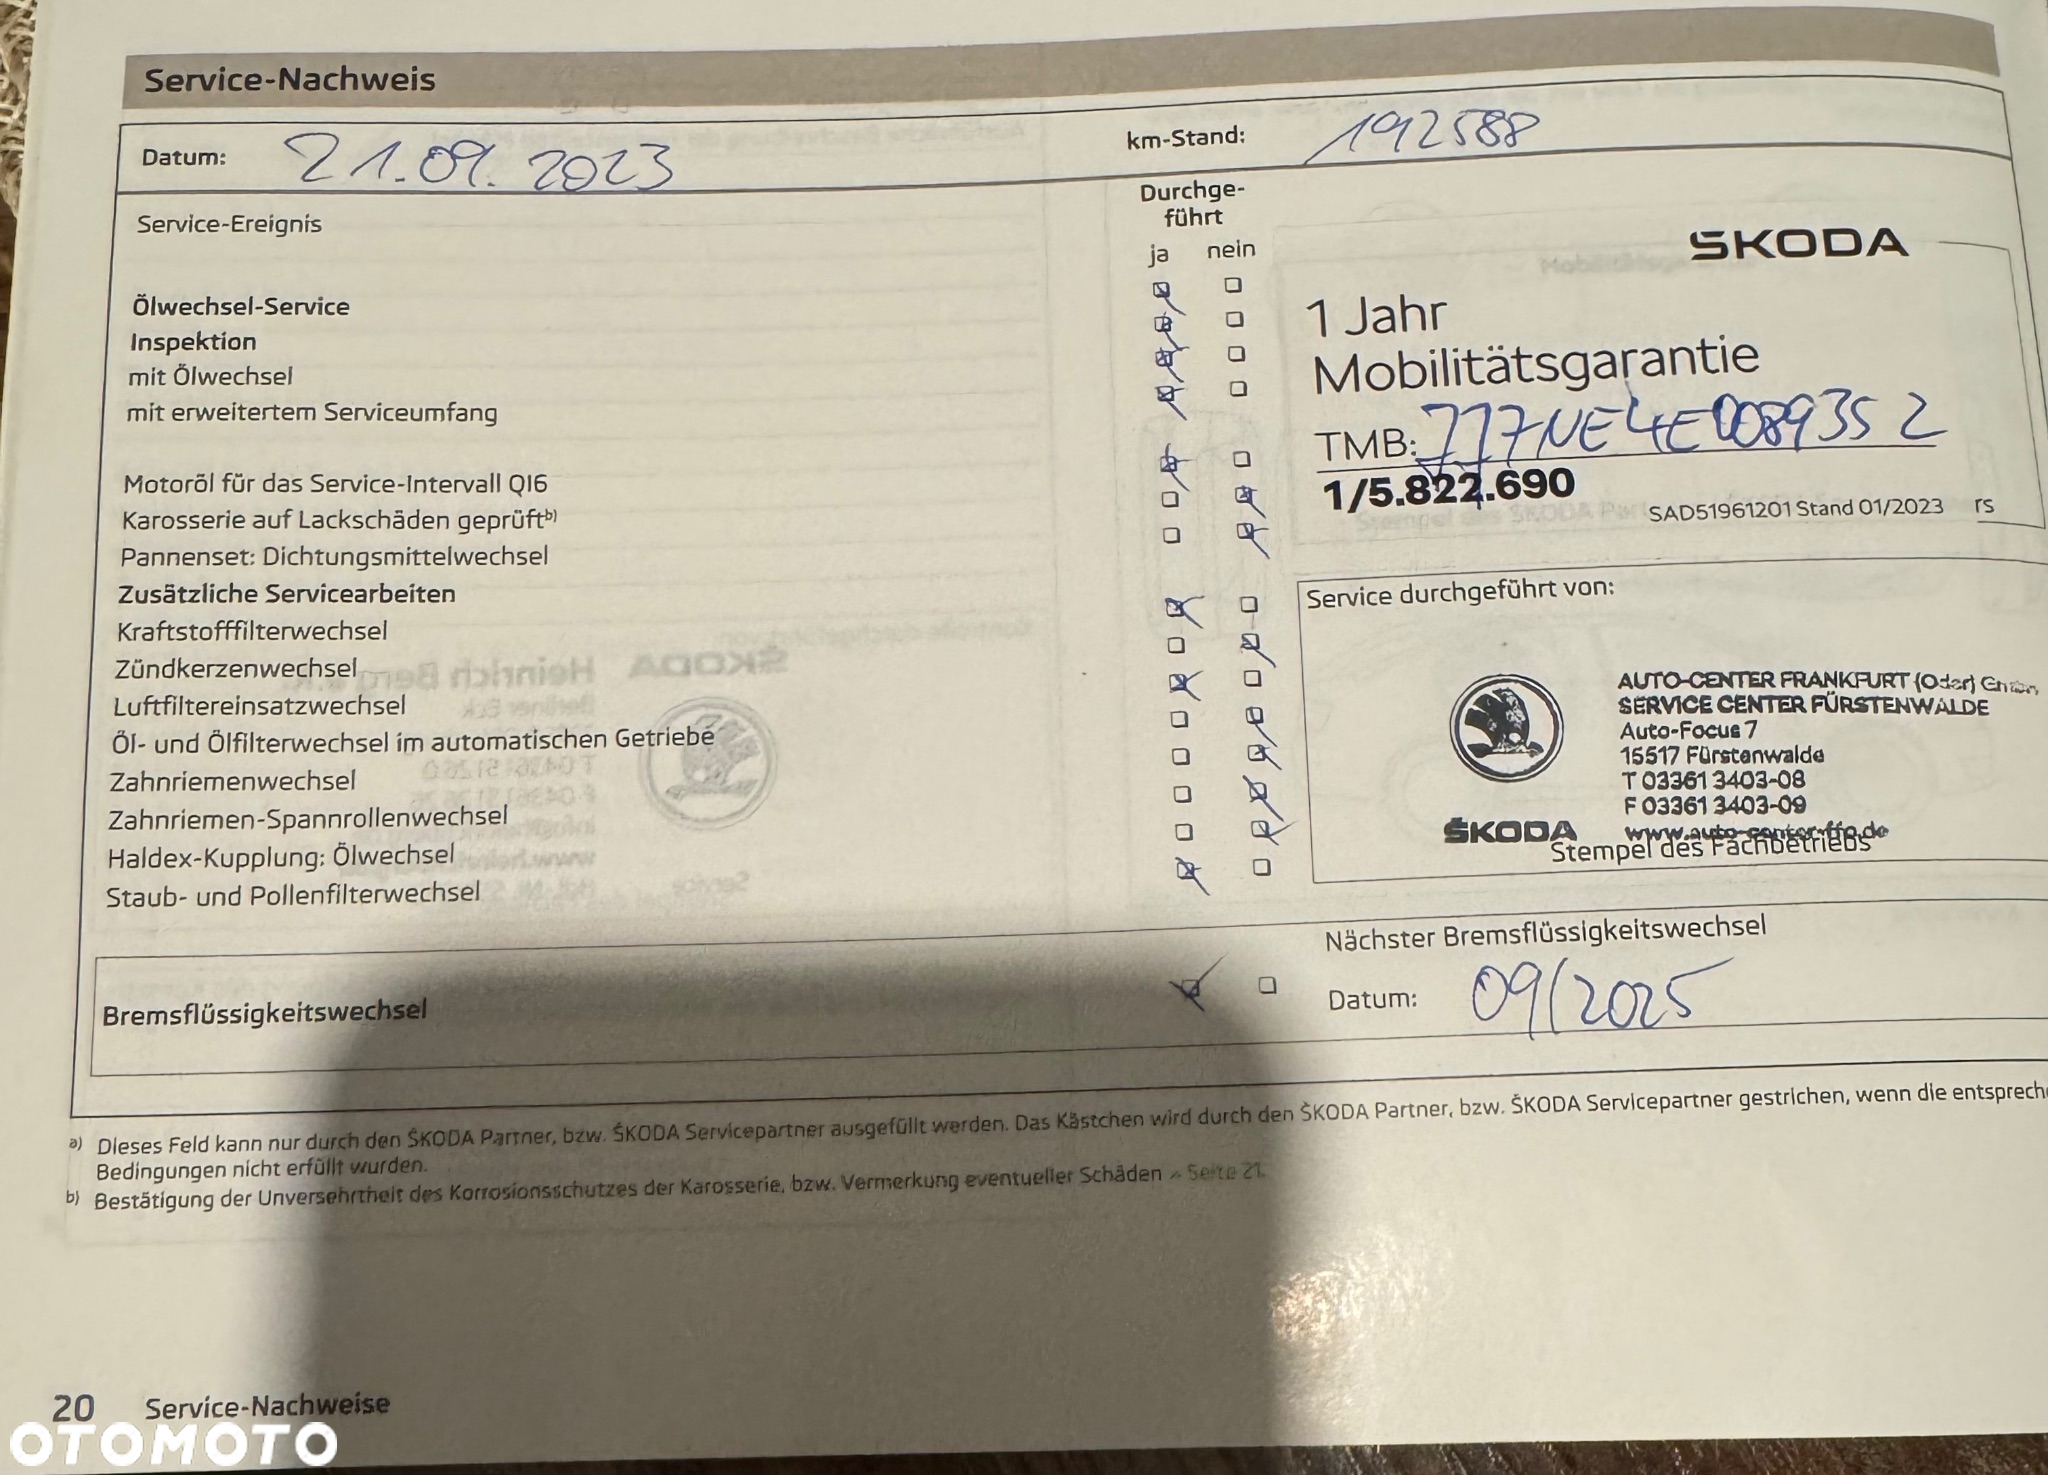 Service-Nachweis
Datum: 21.09.2023
km-Stand: 192588
Service-Ereignis
Durchge-
führt
ja nein
Ölwechsel-Service
Inspektion
mit Ölwechsel
mit erweitertem Serviceumfang
Motoröl für das Service-Intervall QI6
Karosserie auf Lackschäden geprüft b)
Pannenset: Dichtungsmittelwechsel
Zusätzliche Servicearbeiten
Kraftstofffilterwechsel
Zündkerzenwechsel
Luftfiltereinsatzwechsel
Öl- und Ölfilterwechsel im automatischen Getriebe
Zahnriemenwechsel
Zahnriemen-Spannrollenwechsel
Haldex-Kupplung: Ölwechsel
Staub- und Pollenfilterwechsel
ŠKODA
1 Jahr
Mobilitätsgarantie
TMB: JJ7NE4E0089352
1/5.822.690
SAD51961201 Stand 01/2023
Service durchgeführt von:
AUTO-CENTER FRANKFURT (Oder) GmbH
SERVICE CENTER FÜRSTENWALDE
Auto-Focus 7
15517 Fürstenwalde
T 03361 3403-08
F 03361 3403-09
www.auto-center-ffo.de
ŠKODA
Stempel des Fachbetriebs
Bremsflüssigkeitswechsel
Nächster Bremsflüssigkeitswechsel
Datum: 09/2025
a) Dieses Feld kann nur durch den ŠKODA Partner, bzw. ŠKODA Servicepartner ausgefüllt werden. Das Kästchen wird durch den ŠKODA Partner, bzw. ŠKODA Servicepartner gestrichen, wenn die entspreche
Bedingungen nicht erfüllt wurden.
b) Bestätigung der Unversehrtheit des Korrosionsschutzes der Karosserie, bzw. Vermerkung eventueller Schäden » Seite 21.
20 Service-Nachweise
OTOMOTO